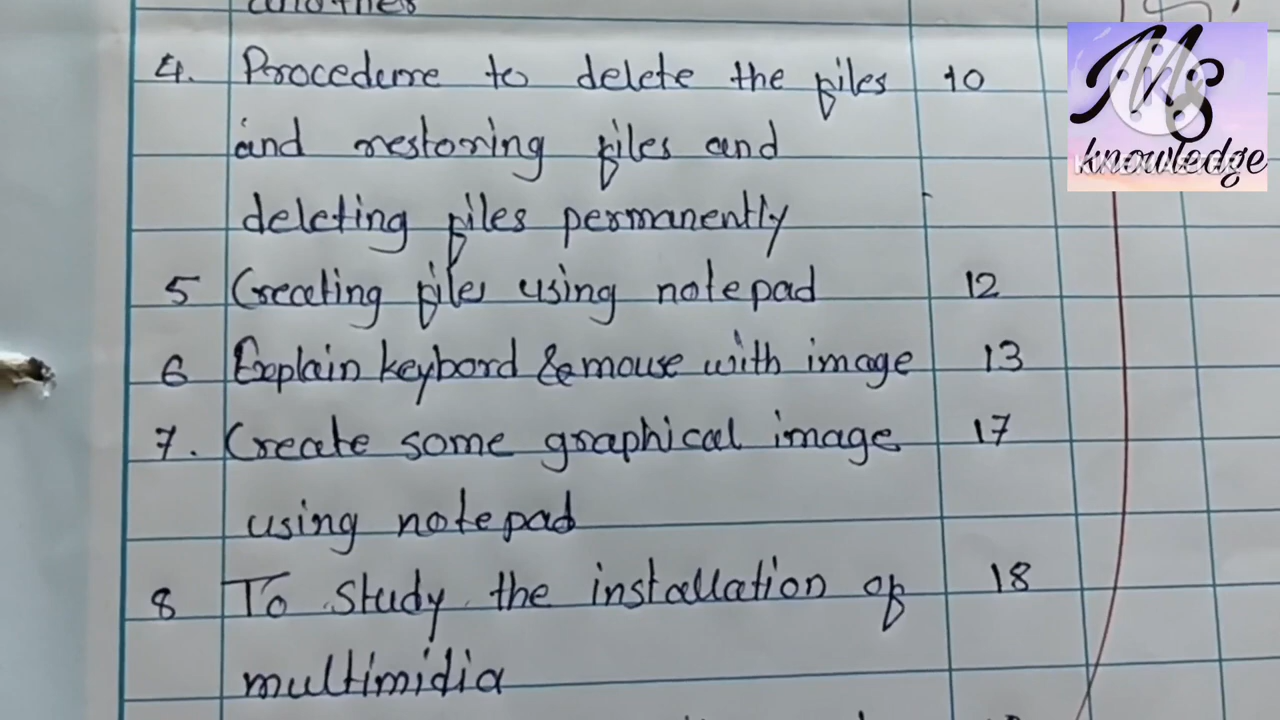 4. Procedure to delete the files 10
and restoring files and
deleting files permanently
5 Creating files using notepad 12
6 Explain keybord & mouse with image 13
7. Create some graphical image 17
using notepad
8 To study the installation of 18
multimidia
MS
knowledge